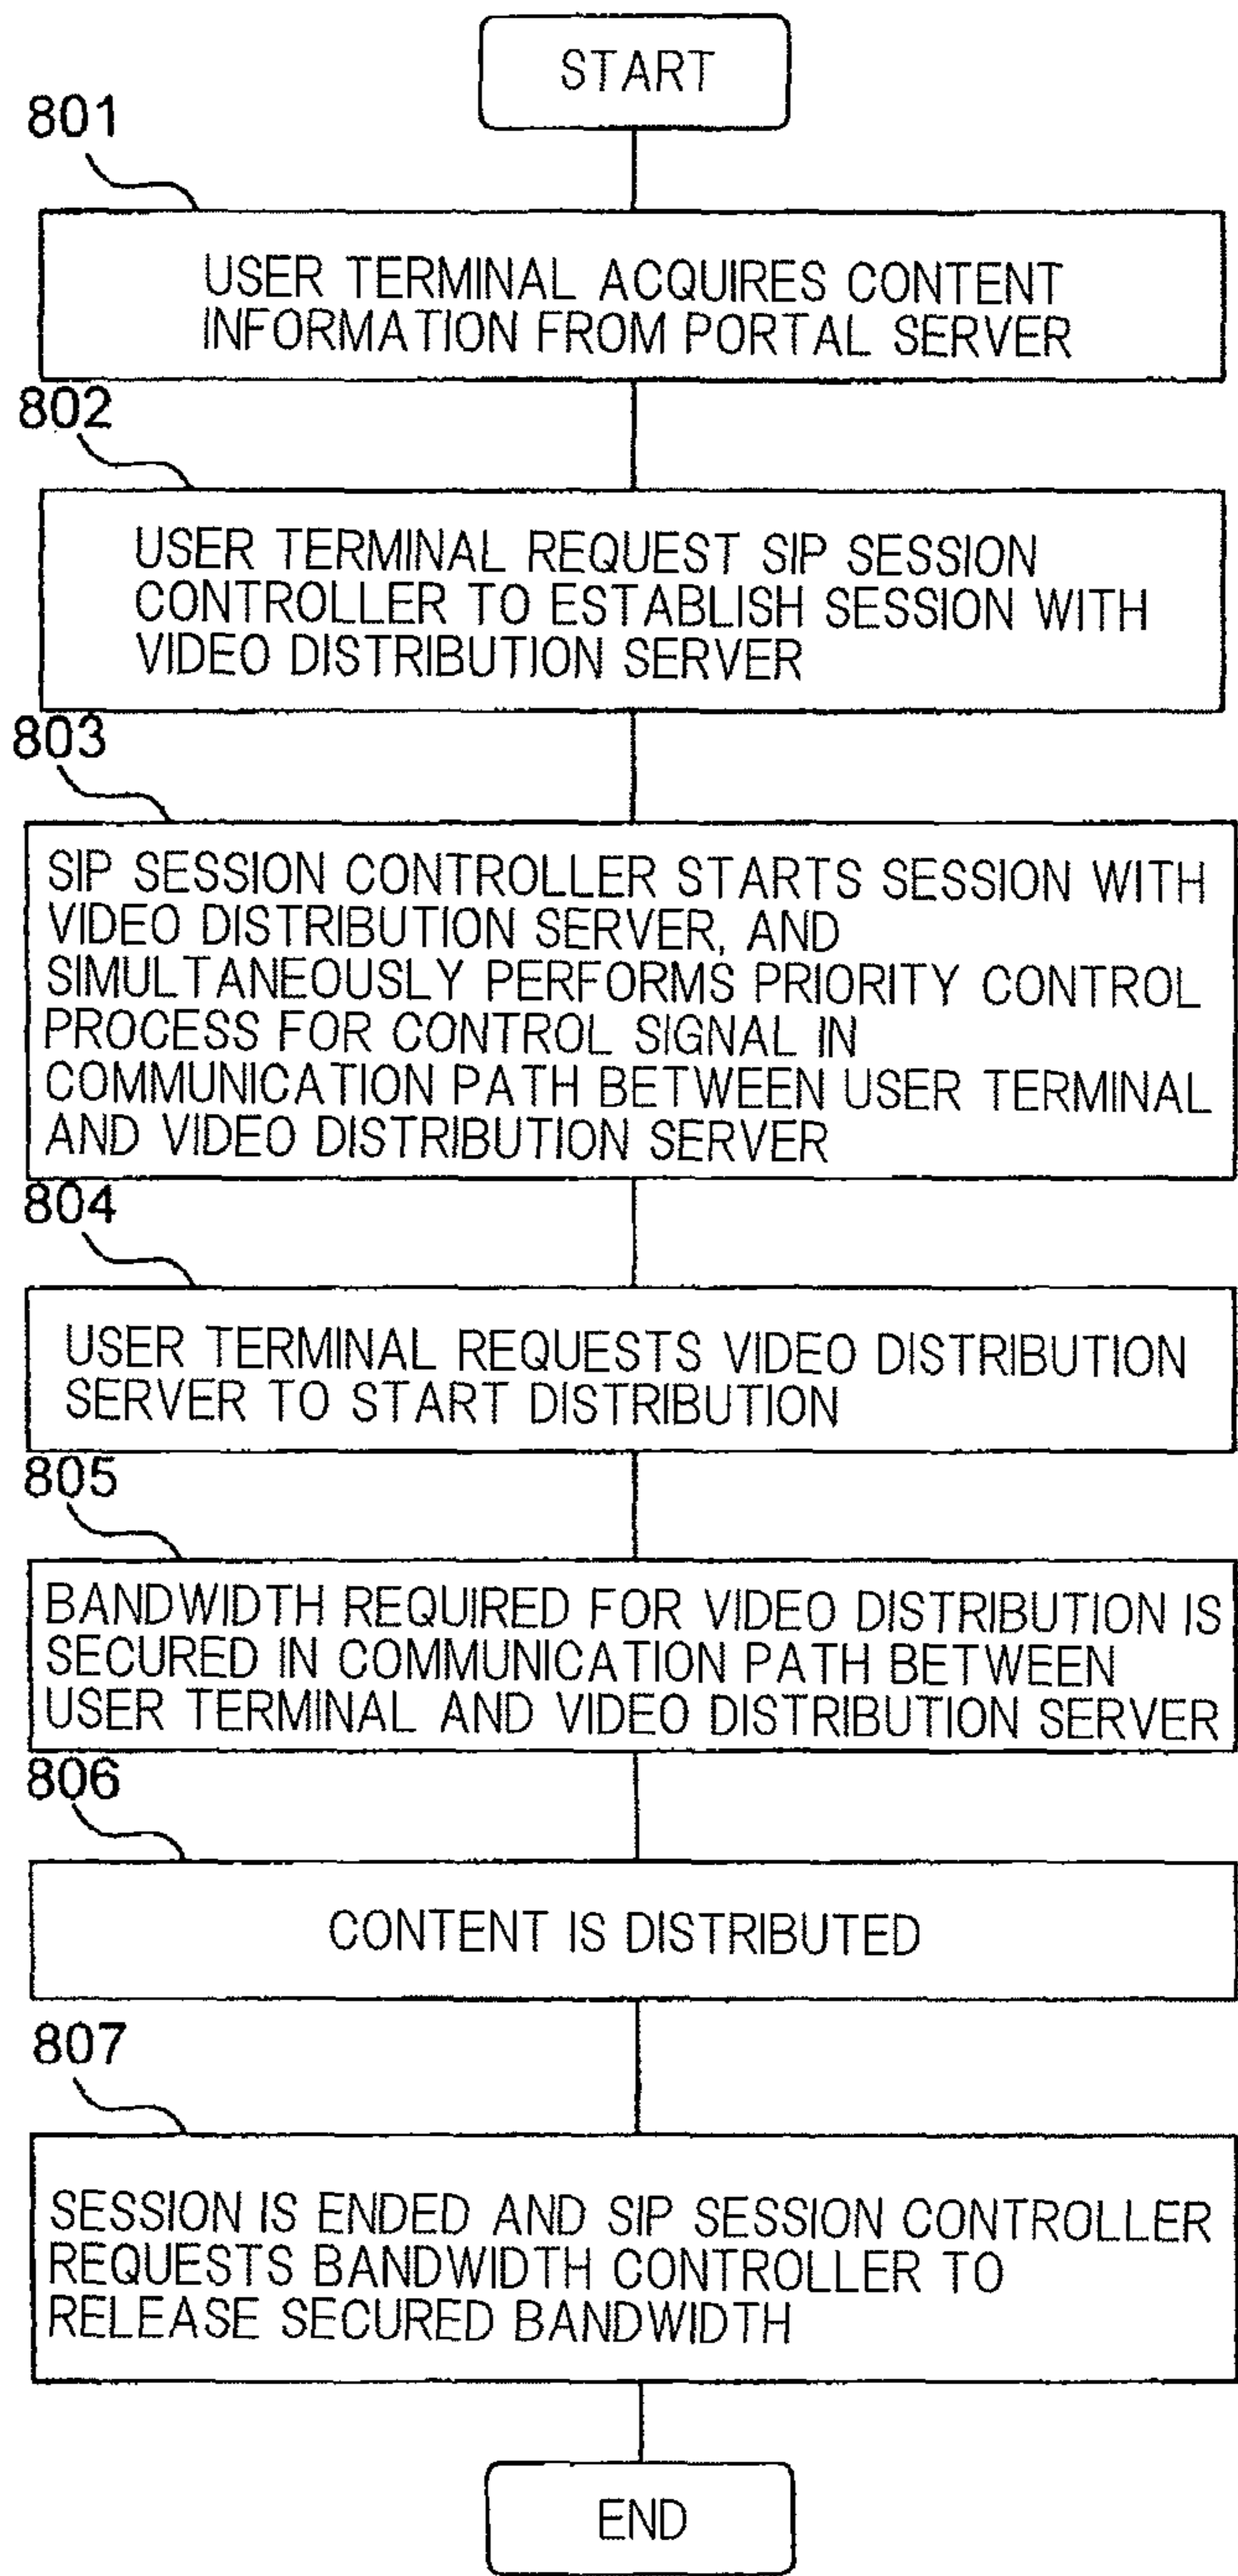 START
801
USER TERMINAL ACQUIRES CONTENT
INFORMATION FROM PORTAL SERVER
802
USER TERMINAL REQUEST SIP SESSION
CONTROLLER TO ESTABLISH SESSION WITH
VIDEO DISTRIBUTION SERVER
803
SIP SESSION CONTROLLER STARTS SESSION WITH
VIDEO DISTRIBUTION SERVER, AND
SIMULTANEOUSLY PERFORMS PRIORITY CONTROL
PROCESS FOR CONTROL SIGNAL IN
COMMUNICATION PATH BETWEEN USER TERMINAL
AND VIDEO DISTRIBUTION SERVER
804
USER TERMINAL REQUESTS VIDEO DISTRIBUTION
SERVER TO START DISTRIBUTION
805
BANDWIDTH REQUIRED FOR VIDEO DISTRIBUTION IS
SECURED IN COMMUNICATION PATH BETWEEN
USER TERMINAL AND VIDEO DISTRIBUTION SERVER
806
CONTENT IS DISTRIBUTED
807
SESSION IS ENDED AND SIP SESSION CONTROLLER
REQUESTS BANDWIDTH CONTROLLER TO
RELEASE SECURED BANDWIDTH
END